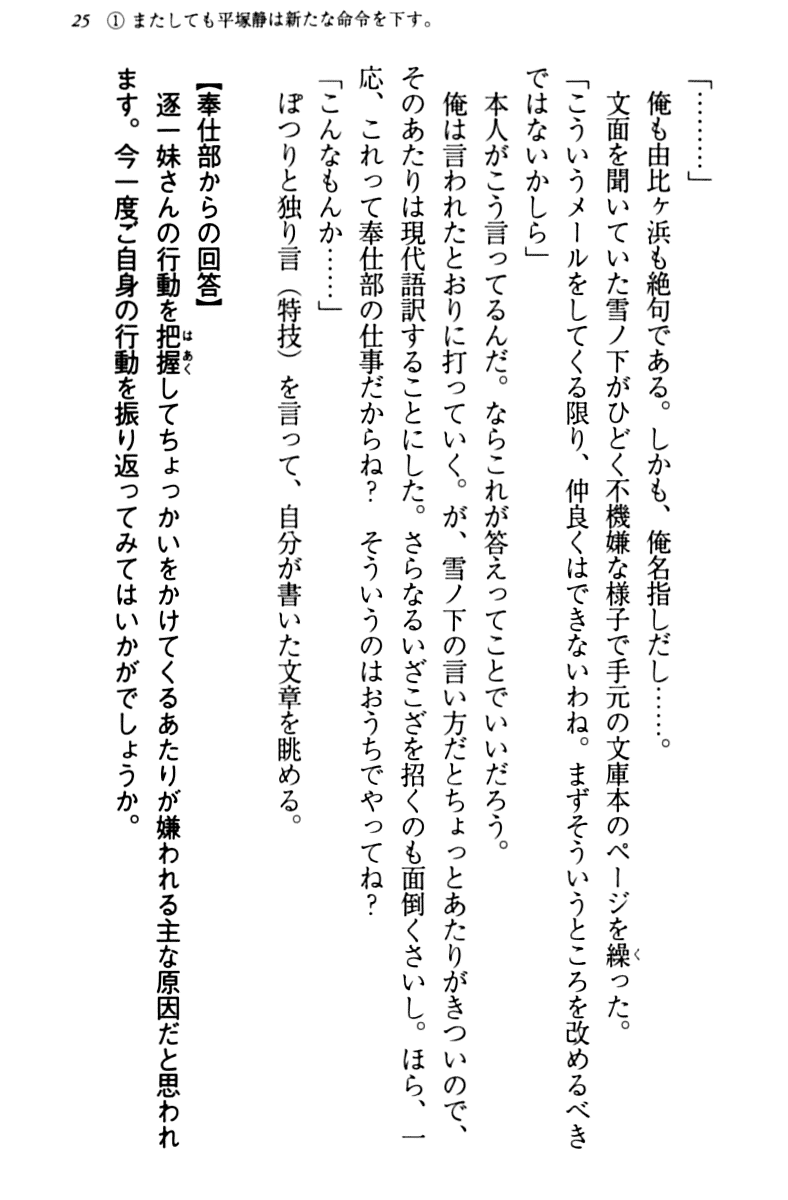 25 ① またしても平塚静は新たな命令を下す。
「………」
俺も由比ヶ浜も絶句である。しかも、俺名指しだし……。
文面を聞いていた雪ノ下がひどく不機嫌な様子で手元の文庫本のページを繰った。
「こういうメールをしてくる限り、仲良くはできないわね。まずそういうところを改めるべき
ではないかしら」
本人がこう言ってるんだ。ならこれが答えってことでいいだろう。
俺は言われたとおりに打っていく。が、雪ノ下の言い方だとちょっとあたりがきついので、
そのあたりは現代語訳することにした。さらなるいざこざを招くのも面倒くさいし。ほら、一
応、これって奉仕部の仕事だからね？　そういうのはおうちでやってね？
「こんなもんか……」
ぽつりと独り言（特技）を言って、自分が書いた文章を眺める。
【奉仕部からの回答】
逐一妹さんの行動を把握してちょっかいをかけてくるあたりが嫌われる主な原因だと思われ
ます。今一度ご自身の行動を振り返ってみてはいかがでしょうか。